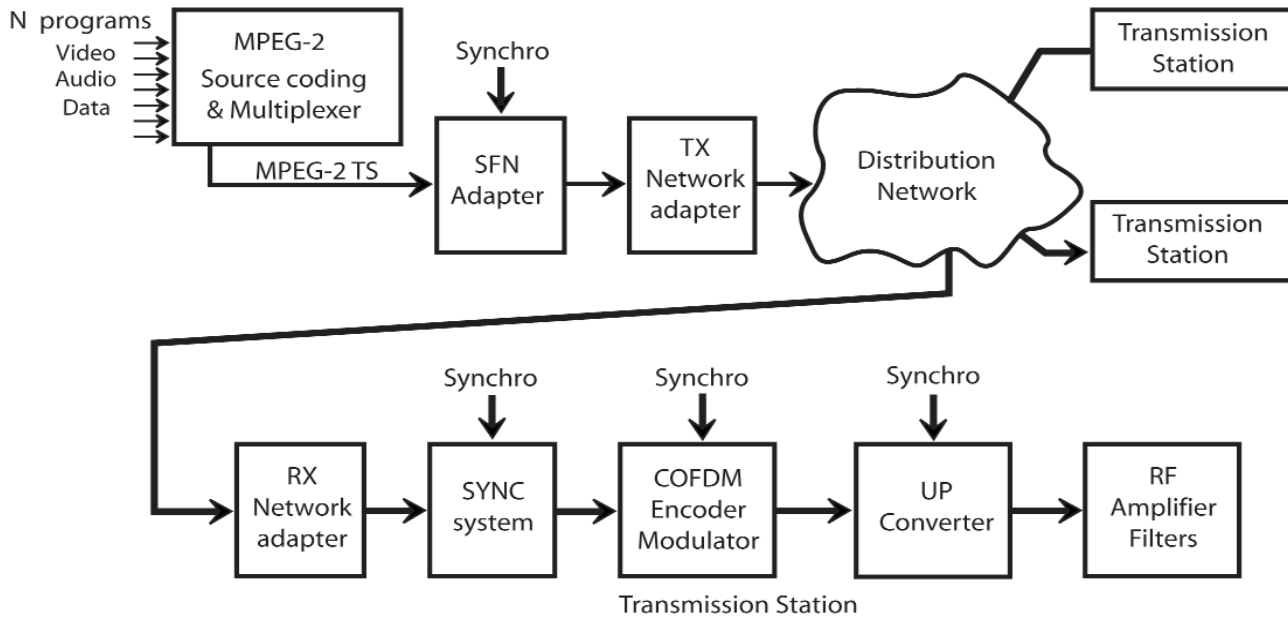 N programs
Video
Audio
Data
MPEG-2
Source coding
& Multiplexer
MPEG-2 TS
Synchro
SFN
Adapter
TX
Network
adapter
Distribution
Network
Transmission
Station
Transmission
Station
Synchro
Synchro
Synchro
RX
Network
adapter
SYNC
system
COFDM
Encoder
Modulator
UP
Converter
RF
Amplifier
Filters
Transmission Station